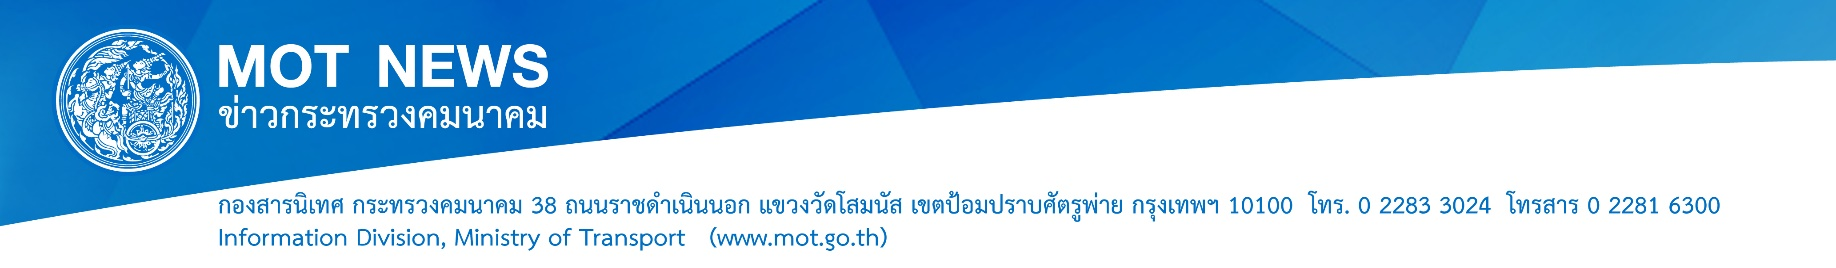 MOT NEWS
ข่าวกระทรวงคมนาคม
กองสารนิเทศ กระทรวงคมนาคม 38 ถนนราชดำเนินนอก แขวงวัดโสมนัส เขตป้อมปราบศัตรูพ่าย กรุงเทพฯ 10100 โทร. 0 2283 3024 โทรสาร 0 2281 6300
Information Division, Ministry of Transport (www.mot.go.th)